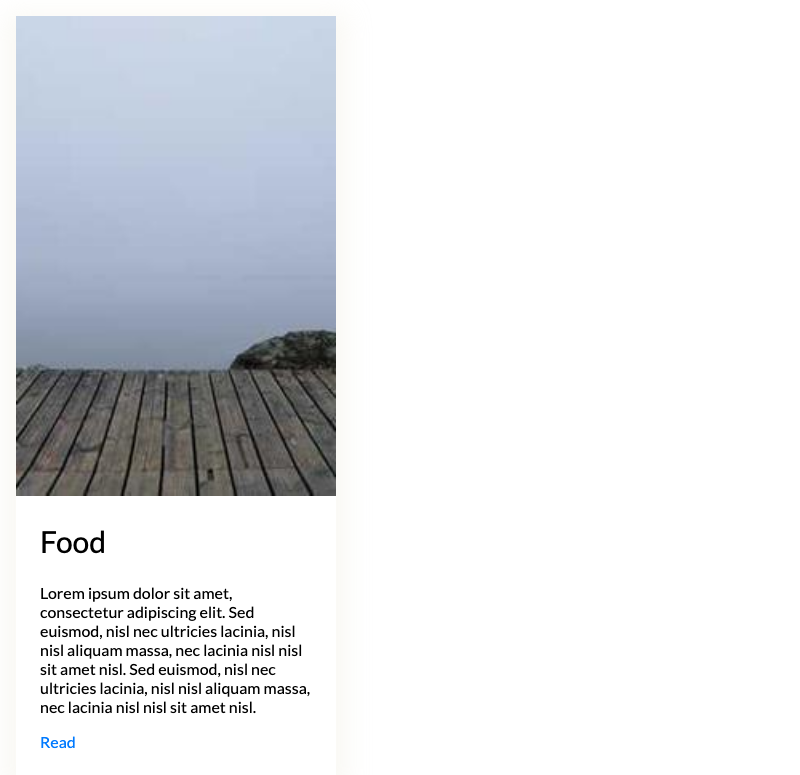 Food
Lorem ipsum dolor sit amet,
consectetur adipiscing elit. Sed
euismod, nisl nec ultricies lacinia, nisl
nisl aliquam massa, nec lacinia nisl nisl
sit amet nisl. Sed euismod, nisl nec
ultricies lacinia, nisl nisl aliquam massa,
nec lacinia nisl nisl sit amet nisl.
Read